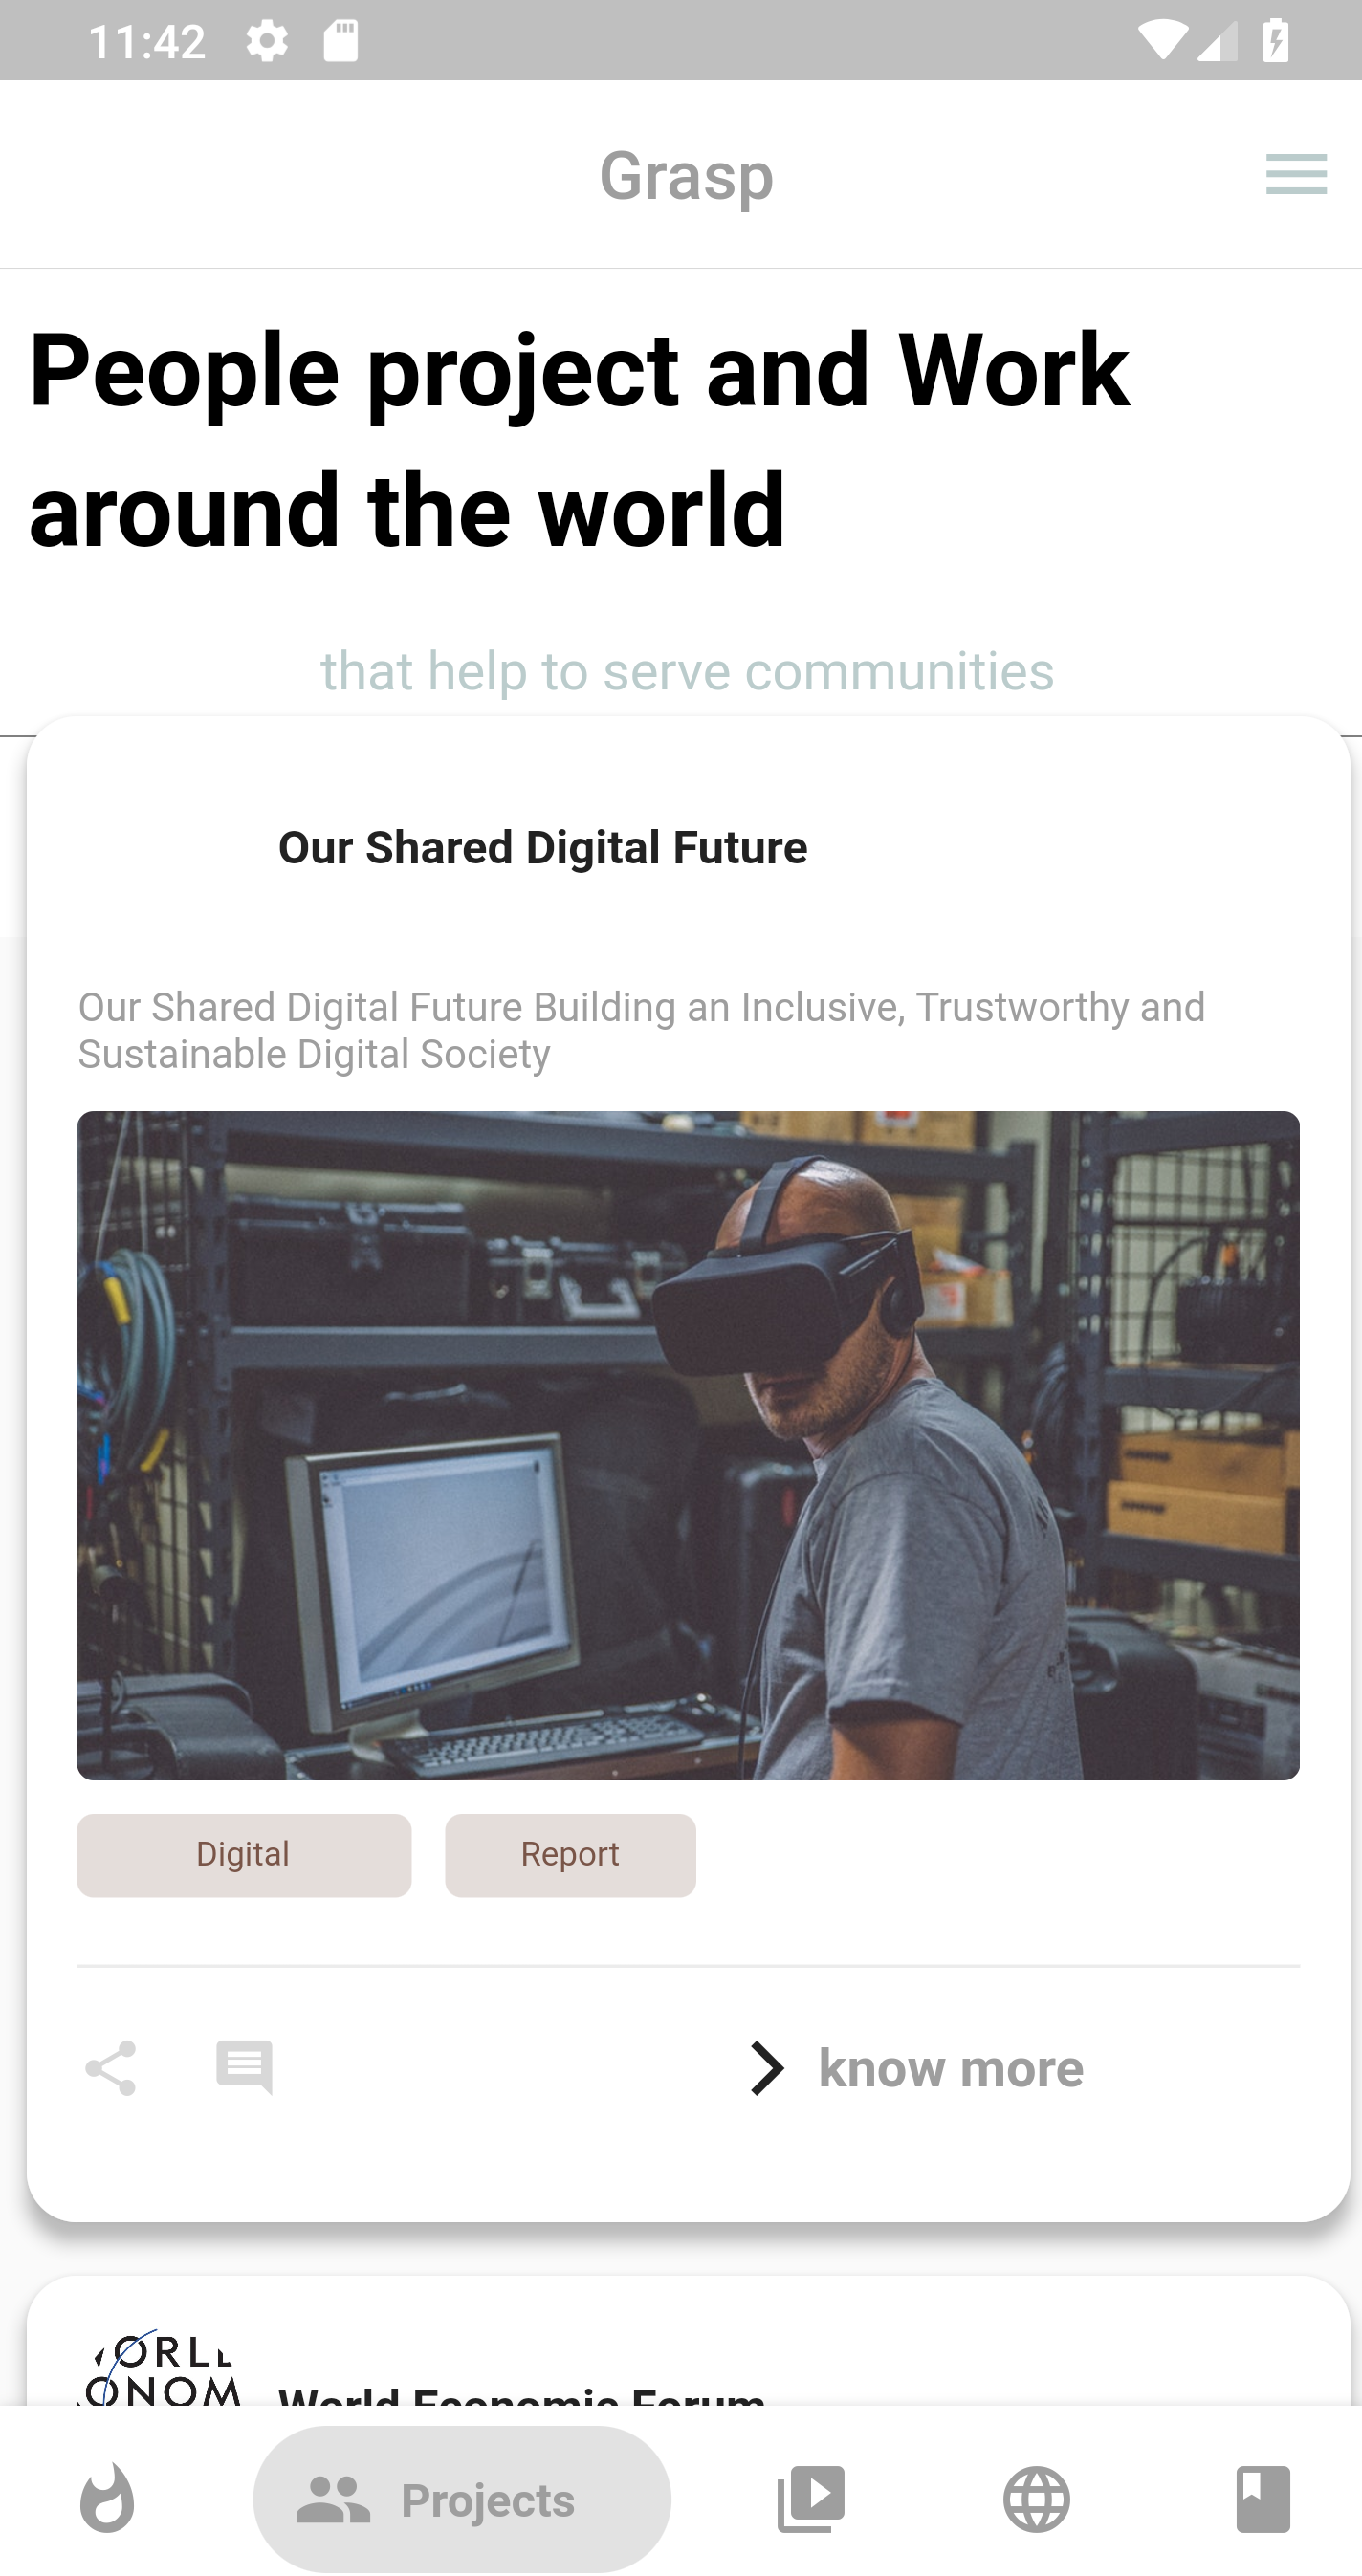 11:42
Grasp
People project and Work
around the world
that help to serve communities
Our Shared Digital Future
Our Shared Digital Future Building an Inclusive, Trustworthy and
Sustainable Digital Society
Digital
Report
know more
World Economic Forum
Projects